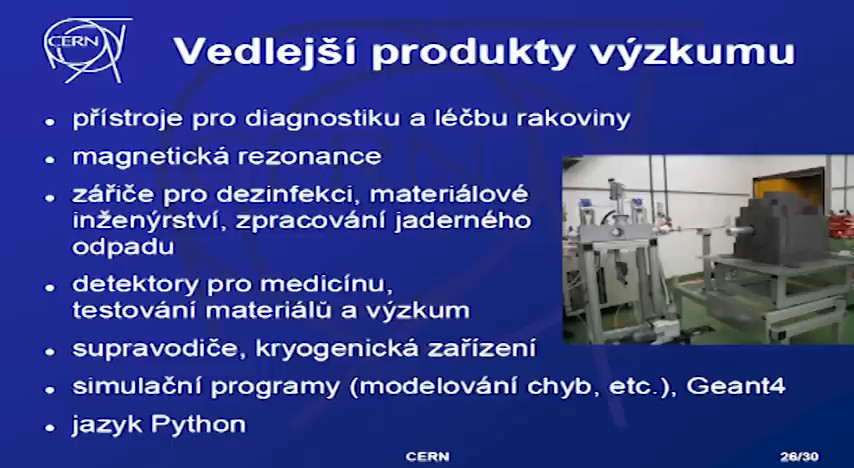 CERN
Vedlejší produkty výzkumu
• přístroje pro diagnostiku a léčbu rakoviny
• magnetická rezonance
• zářiče pro dezinfekci, materiálové
inženýrství, zpracování jaderného
odpadu
• detektory pro medicínu,
testování materiálů a výzkum
• supravodiče, kryogenická zařízení
• simulační programy (modelování chyb, etc.), Geant4
• jazyk Python
CERN
26/30